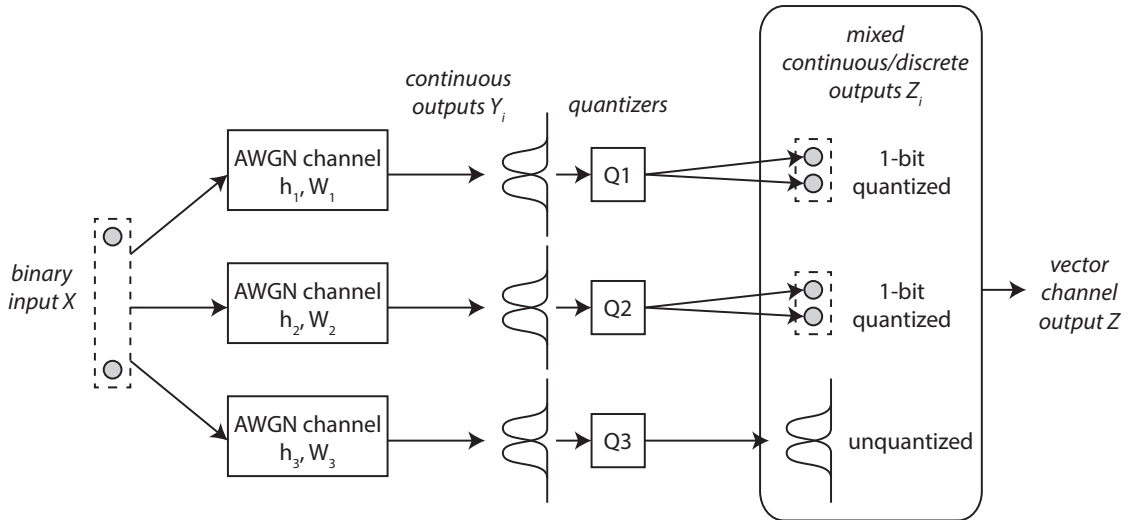 mixed
continuous/discrete
outputs Z_i
continuous
outputs Y_i
quantizers
AWGN channel
h_1, W_1
Q1
1-bit
quantized
binary
input X
AWGN channel
h_2, W_2
Q2
1-bit
quantized
vector
channel
output Z
AWGN channel
h_3, W_3
Q3
unquantized